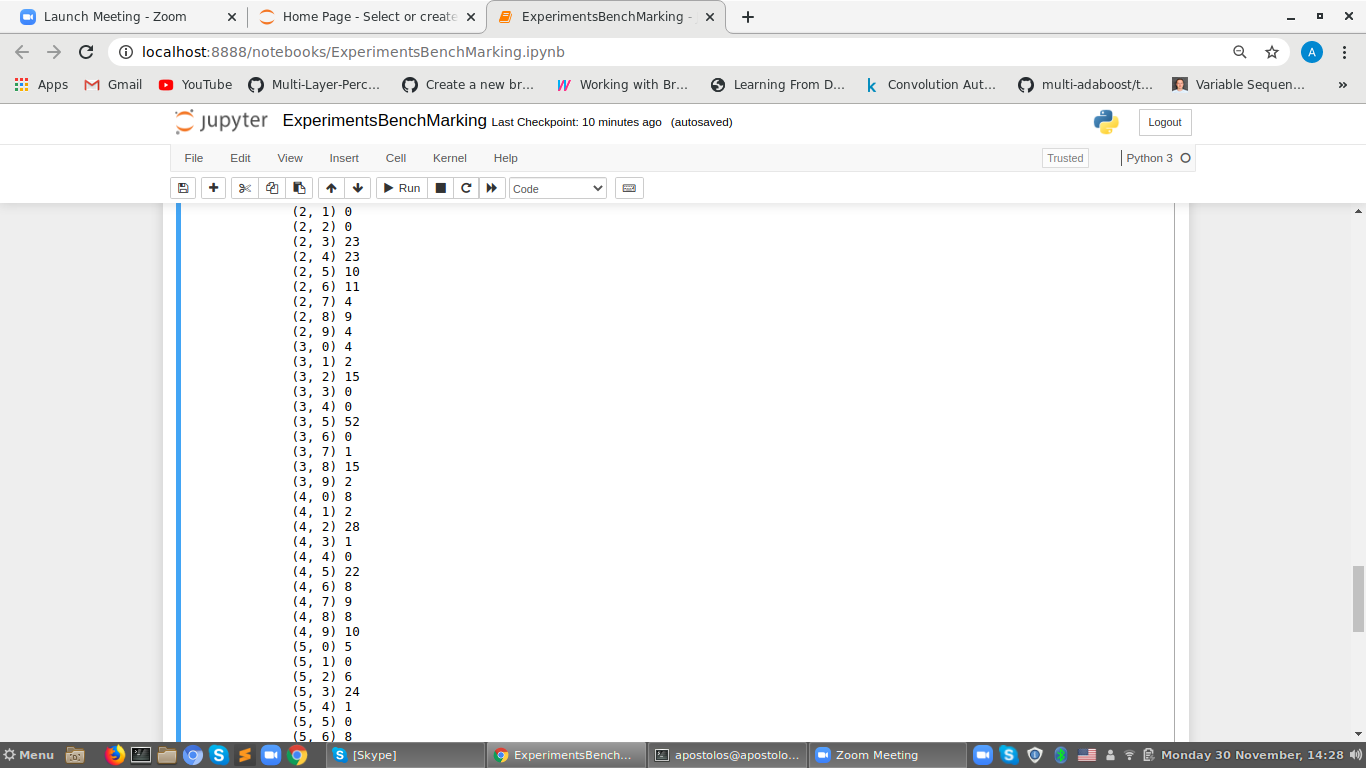 Launch Meeting - Zoom
Home Page - Select or create
ExperimentsBenchMarking -
localhost:8888/notebooks/ExperimentsBenchMarking.ipynb
A
Apps
Gmail
YouTube
Multi-Layer-Perc...
Create a new br...
Working with Br...
Learning From D...
k
Convolution Aut...
multi-adaboost/t...
Variable Sequen...
»
jupyter
ExperimentsBenchMarking Last Checkpoint: 10 minutes ago (autosaved)
Logout
File Edit View Insert Cell Kernel Help
Trusted
Python 3
Run
Code
(2, 1) 0
(2, 2) 0
(2, 3) 23
(2, 4) 23
(2, 5) 10
(2, 6) 11
(2, 7) 4
(2, 8) 9
(2, 9) 4
(3, 0) 4
(3, 1) 2
(3, 2) 15
(3, 3) 0
(3, 4) 0
(3, 5) 52
(3, 6) 0
(3, 7) 1
(3, 8) 15
(3, 9) 2
(4, 0) 8
(4, 1) 2
(4, 2) 28
(4, 3) 1
(4, 4) 0
(4, 5) 22
(4, 6) 8
(4, 7) 9
(4, 8) 8
(4, 9) 10
(5, 0) 5
(5, 1) 0
(5, 2) 6
(5, 3) 24
(5, 4) 1
(5, 5) 0
(5, 6) 8
Menu
[Skype]
ExperimentsBench...
apostolos@apostolo...
Zoom Meeting
Monday 30 November, 14:28